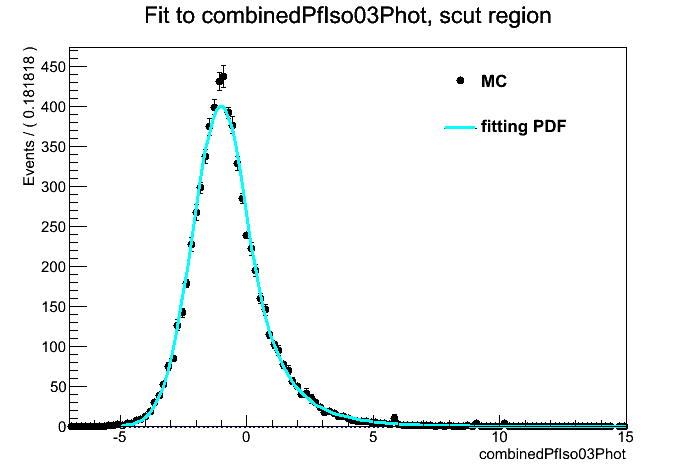 Fit to combinedPfIso03Phot, scut region
Events / ( 0.181818 )
450
400
350
300
250
200
150
100
50
0
MC
fitting PDF
-5 0 5 10 15
combinedPfIso03Phot